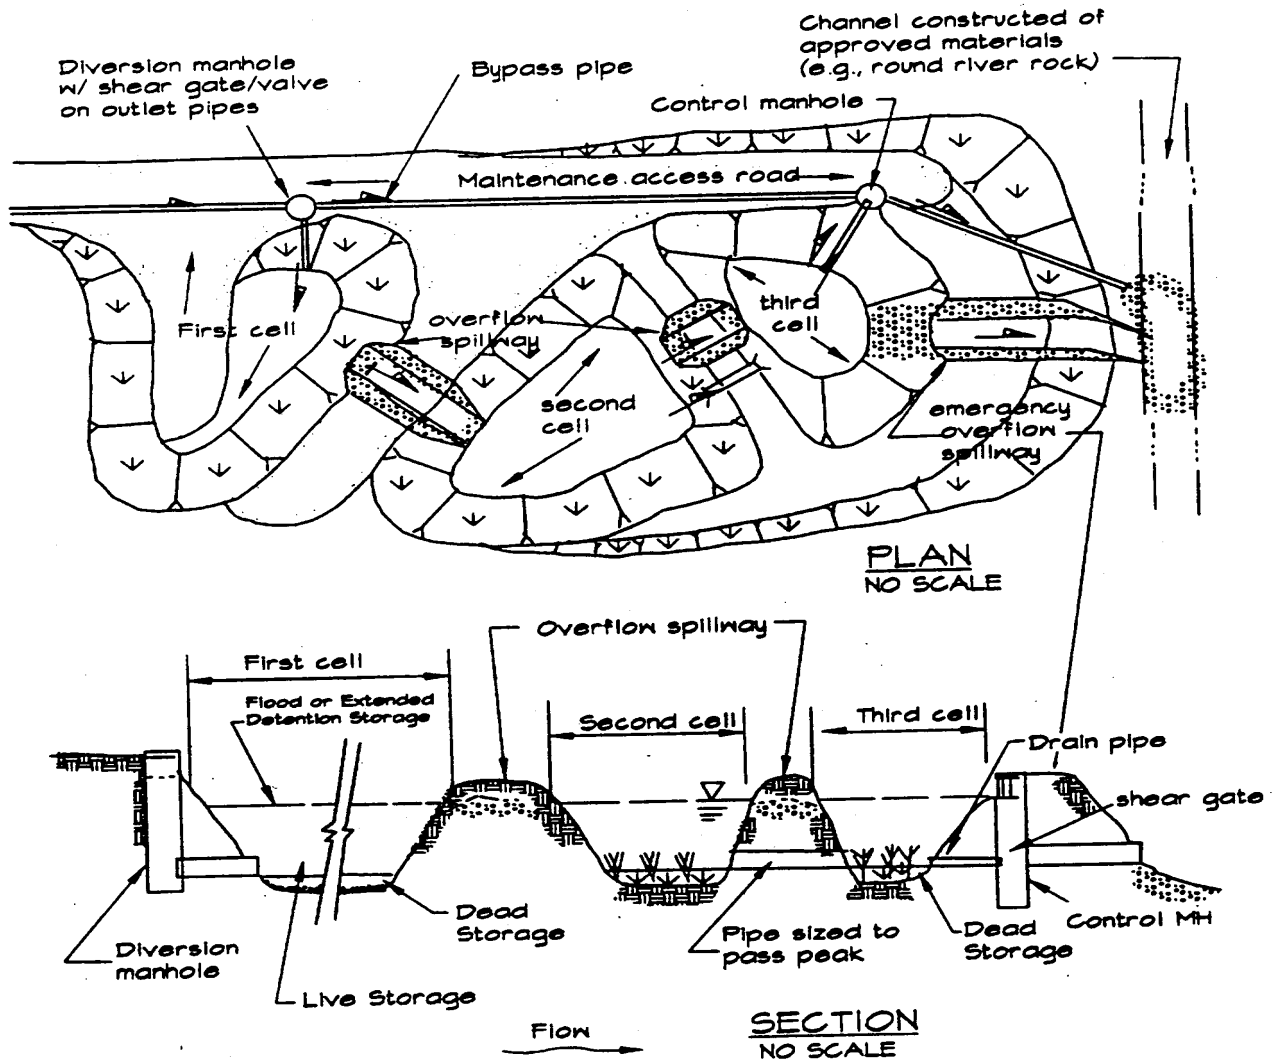 Channel constructed of
approved materials
(e.g., round river rock)
Diversion manhole
w/ shear gate/valve
on outlet pipes
Bypass pipe
Control manhole
Maintenance access road
First cell
overflow
spillway
third
cell
second
cell
emergency
overflow
spillway
PLAN
NO SCALE
Overflow spillway
First cell
Flood or Extended
Detention Storage
Second cell
Third cell
Drain pipe
shear gate
Dead
Storage
Pipe sized to
pass peak
Dead
Storage
Control MH
Diversion
manhole
Live Storage
Flow
SECTION
NO SCALE